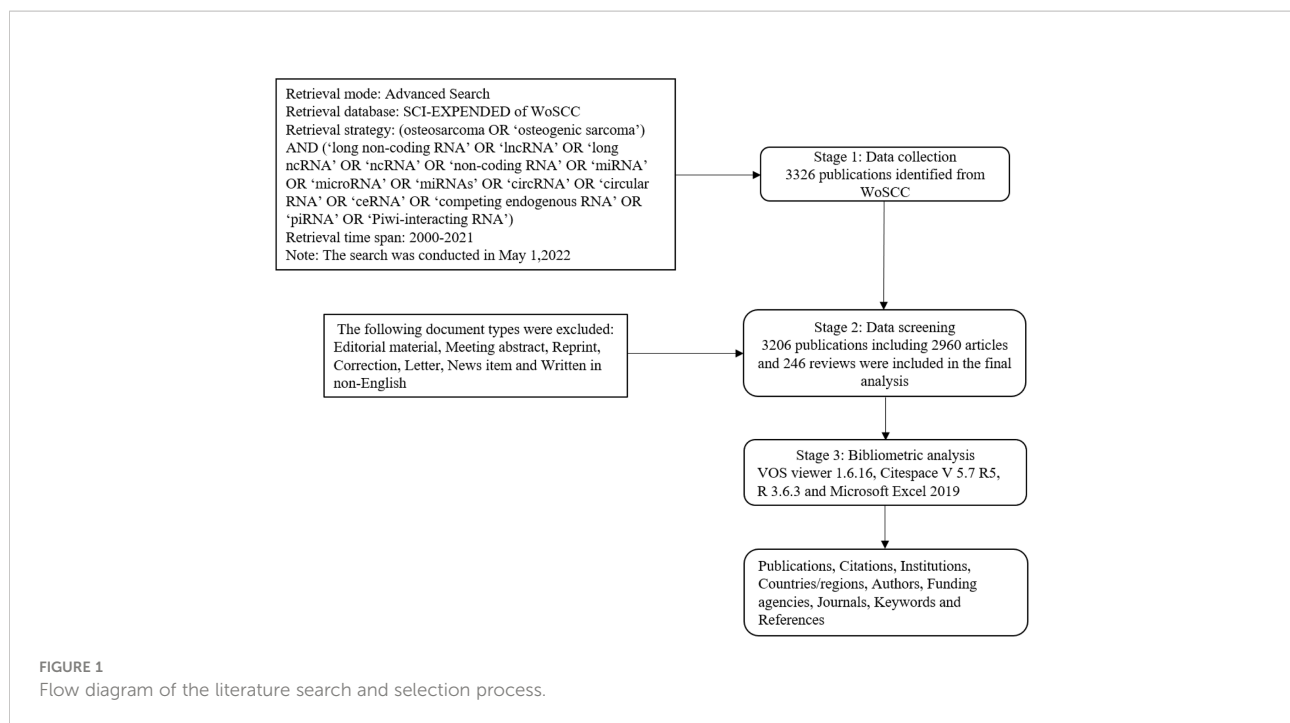 Retrieval mode: Advanced Search
Retrieval database: SCI-EXPENDED of WoSCC
Retrieval strategy: (osteosarcoma OR ‘osteogenic sarcoma’)
AND (‘long non-coding RNA’ OR ‘lncRNA’ OR ‘long
ncRNA’ OR ‘ncRNA’ OR ‘non-coding RNA’ OR ‘miRNA’
OR ‘microRNA’ OR ‘miRNAs’ OR ‘circRNA’ OR ‘circular
RNA’ OR ‘ceRNA’ OR ‘competing endogenous RNA’ OR
‘piRNA’ OR ‘Piwi-interacting RNA’)
Retrieval time span: 2000-2021
Note: The search was conducted in May 1,2022
Stage 1: Data collection
3326 publications identified from
WoSCC
The following document types were excluded:
Editorial material, Meeting abstract, Reprint,
Correction, Letter, News item and Written in
non-English
Stage 2: Data screening
3206 publications including 2960 articles
and 246 reviews were included in the final
analysis
Stage 3: Bibliometric analysis
VOS viewer 1.6.16, Citespace V 5.7 R5,
R 3.6.3 and Microsoft Excel 2019
Publications, Citations, Institutions,
Countries/regions, Authors, Funding
agencies, Journals, Keywords and
References
FIGURE 1
Flow diagram of the literature search and selection process.